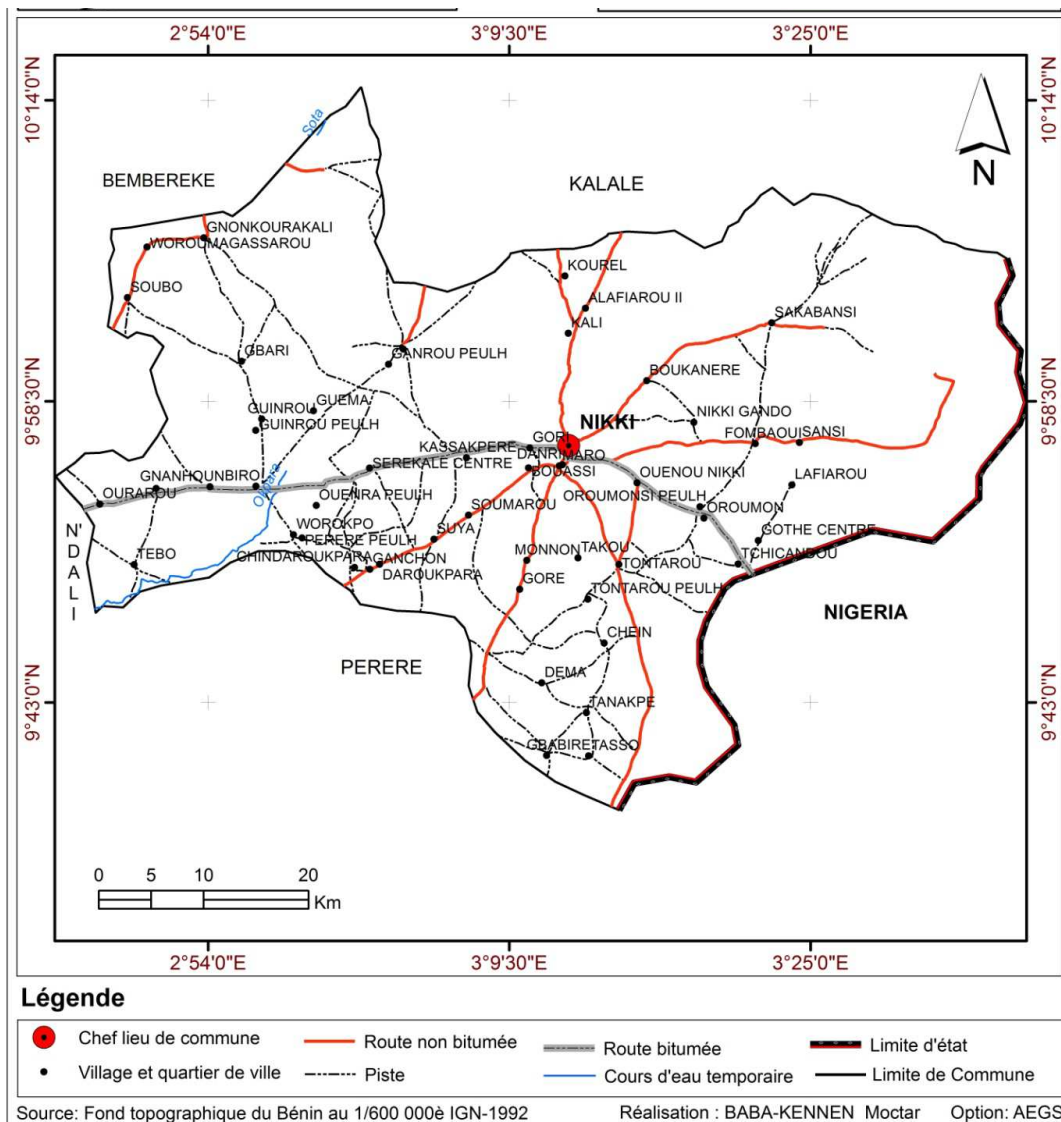 2°54'0"E 3°9'30"E 3°25'0"E
10°14'0"N 10°14'0"N
Sota
N
BEMBEREKE
KALALE
GNONKOURAKALI
WOROUMAGASSAROU
KOUREL
SOUBO
ALAFIAROU II
SAKABANSI
KALI
GBARI
GANROU PEULH
BOUKANERE
9°58'30"N 9°58'30"N
GUEMA
GUINROU
NIKKI
NIKKI GANDO
GUINROU PEULH
GORI
FOMBAOUI SANSI
KASSAKPERE
DANRI MARO
SEREKALE CENTRE
BOUASSI
OUENOU NIKKI
LAFIAROU
GNANHOUNBIRO
Okpara
OURAROU
OUENRA PEULH
OROUMONSI PEULH
SOUMAROU
OROUMON
N'DALI
WOROKPO
PERERE PEULH
SUYA
GOTHE CENTRE
TEBO
CHINDAROUKPARA
GANCHON
MONNON
TAKOU
TCHICANDOU
DAROUKPARA
TONTAROU
GORE
TONTAROU PEULH
NIGERIA
CHEIN
PERERE
DEMA
9°43'0"N 9°43'0"N
TANAKPE
GBABIRE TASSO
0 5 10 20
Km
2°54'0"E 3°9'30"E 3°25'0"E
Légende
Chef lieu de commune Route non bitumée Route bitumée Limite d'état
Village et quartier de ville Piste Cours d'eau temporaire Limite de Commune
Source: Fond topographique du Bénin au 1/600 000è IGN-1992 Réalisation : BABA-KENNEN Moctar Option: AEGS